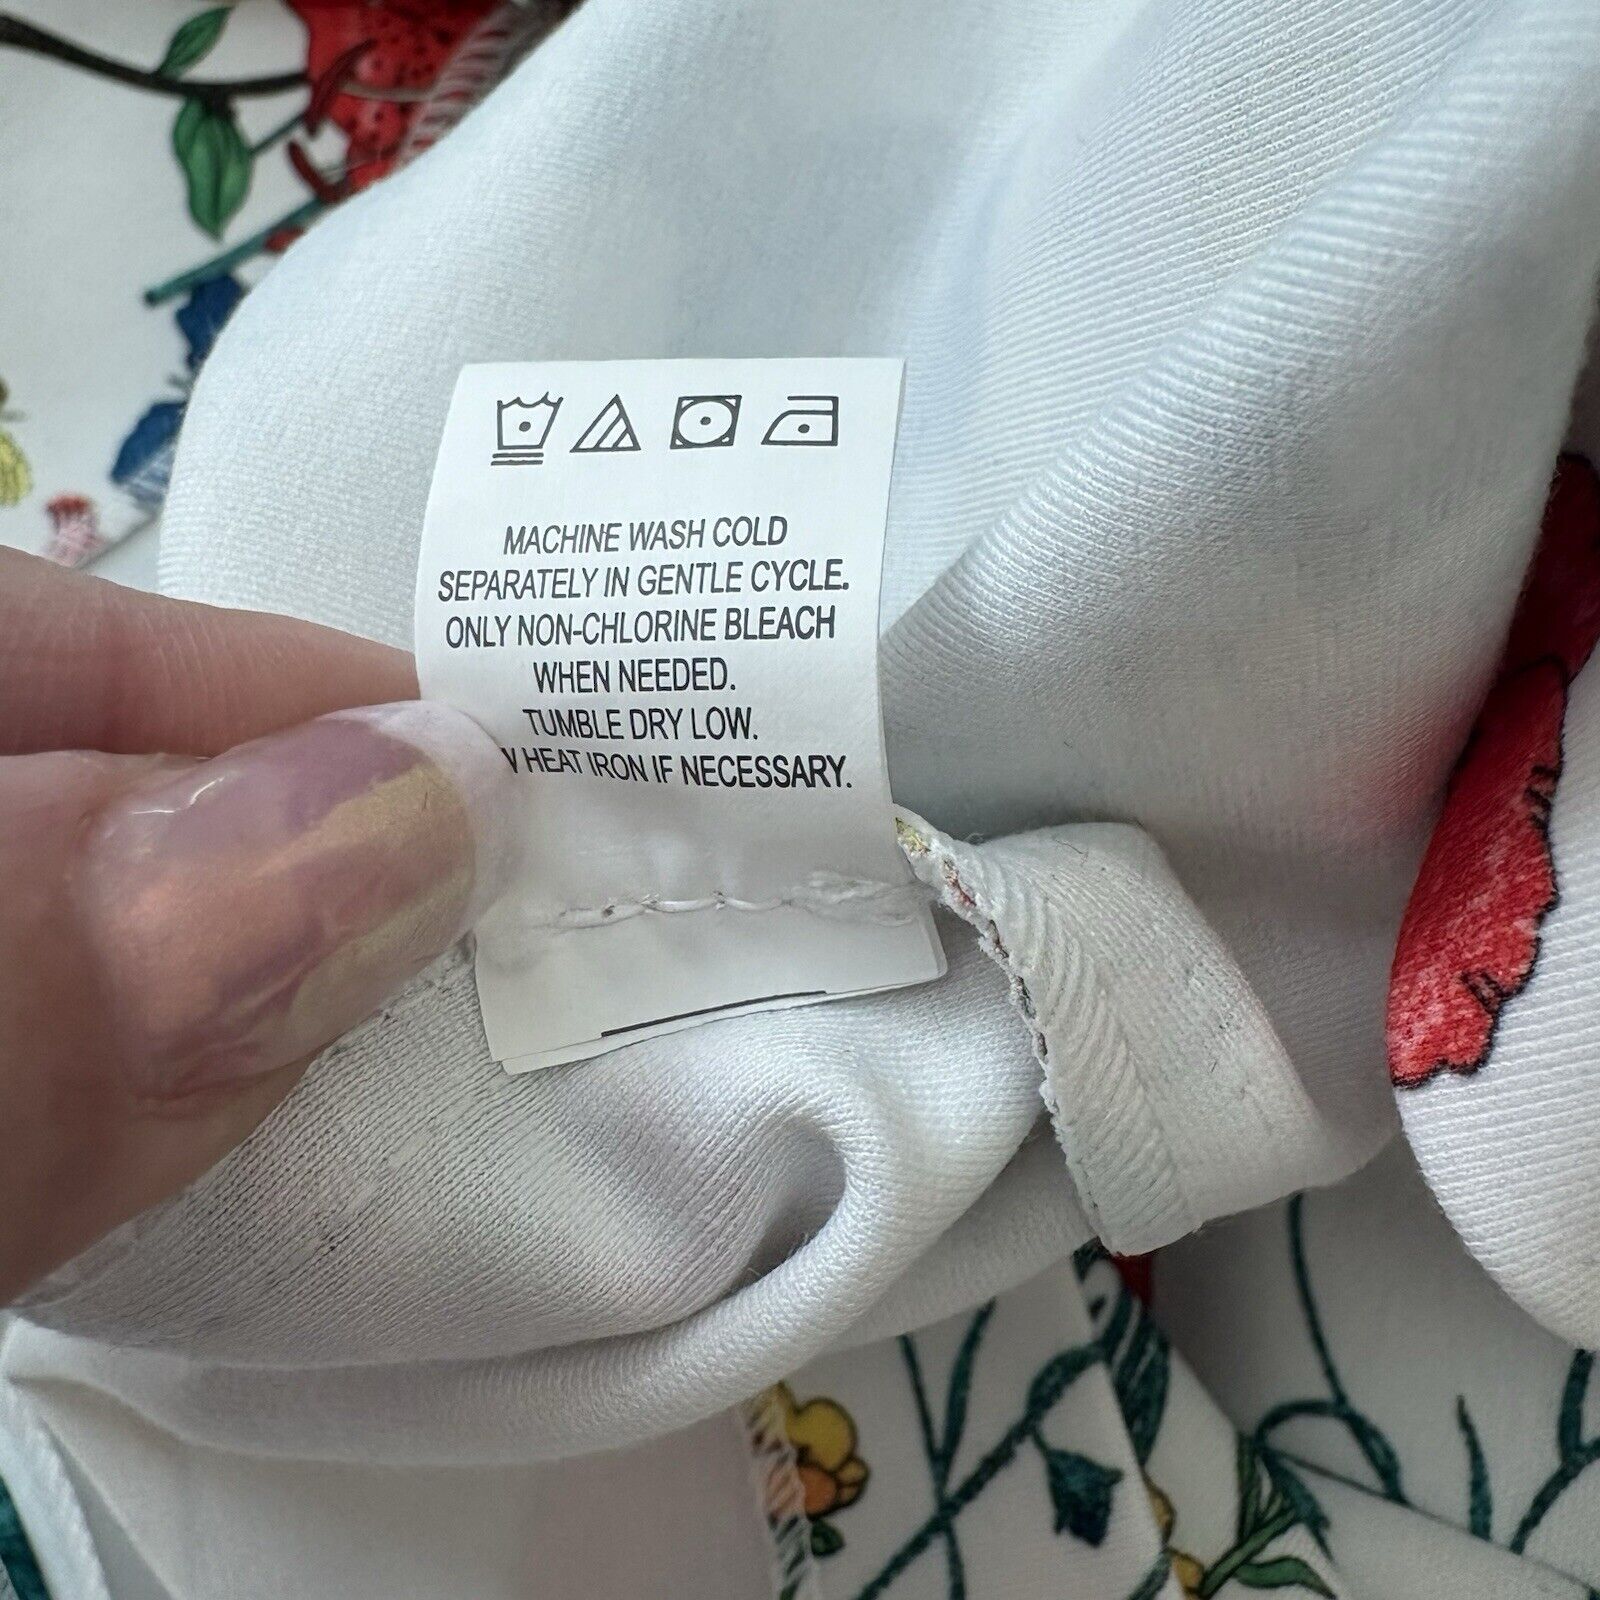 MACHINE WASH COLD
SEPARATELY IN GENTLE CYCLE.
ONLY NON-CHLORINE BLEACH
WHEN NEEDED.
TUMBLE DRY LOW.
HEAT IRON IF NECESSARY.